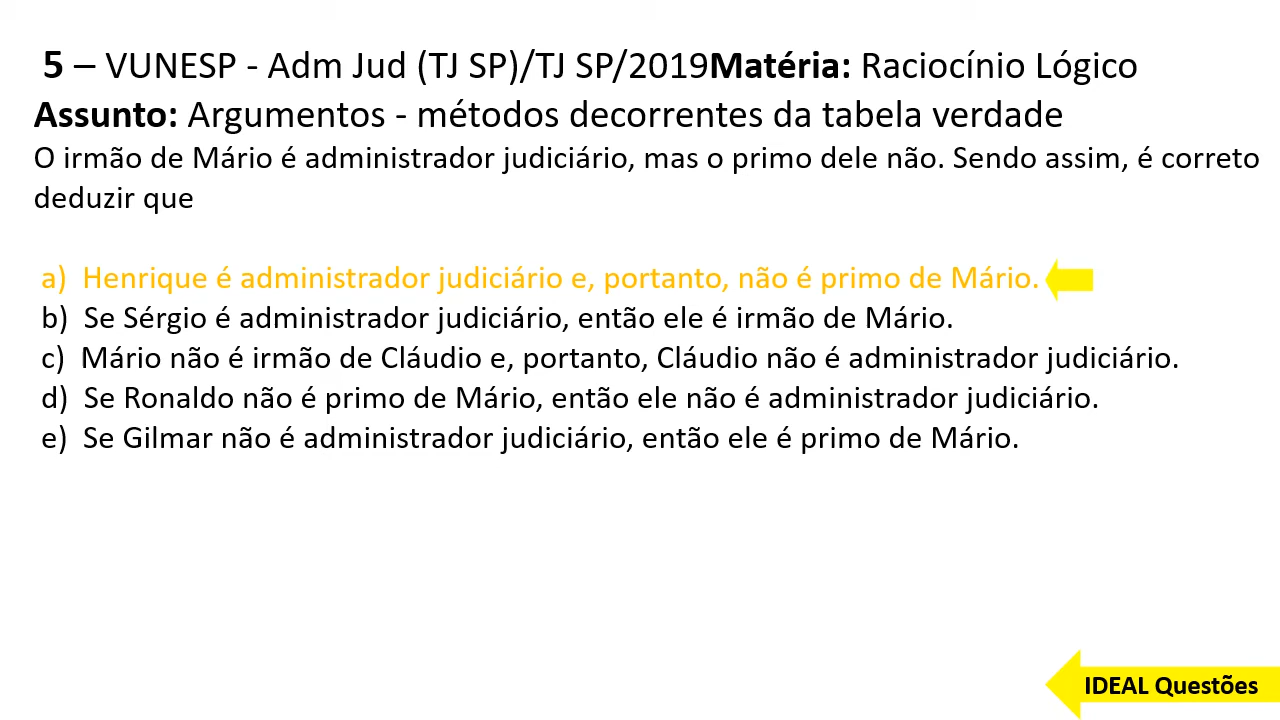 5 – VUNESP - Adm Jud (TJ SP)/TJ SP/2019Matéria: Raciocínio Lógico
Assunto: Argumentos - métodos decorrentes da tabela verdade
O irmão de Mário é administrador judiciário, mas o primo dele não. Sendo assim, é correto
deduzir que
a) Henrique é administrador judiciário e, portanto, não é primo de Mário.
b) Se Sérgio é administrador judiciário, então ele é irmão de Mário.
c) Mário não é irmão de Cláudio e, portanto, Cláudio não é administrador judiciário.
d) Se Ronaldo não é primo de Mário, então ele não é administrador judiciário.
e) Se Gilmar não é administrador judiciário, então ele é primo de Mário.
IDEAL Questões